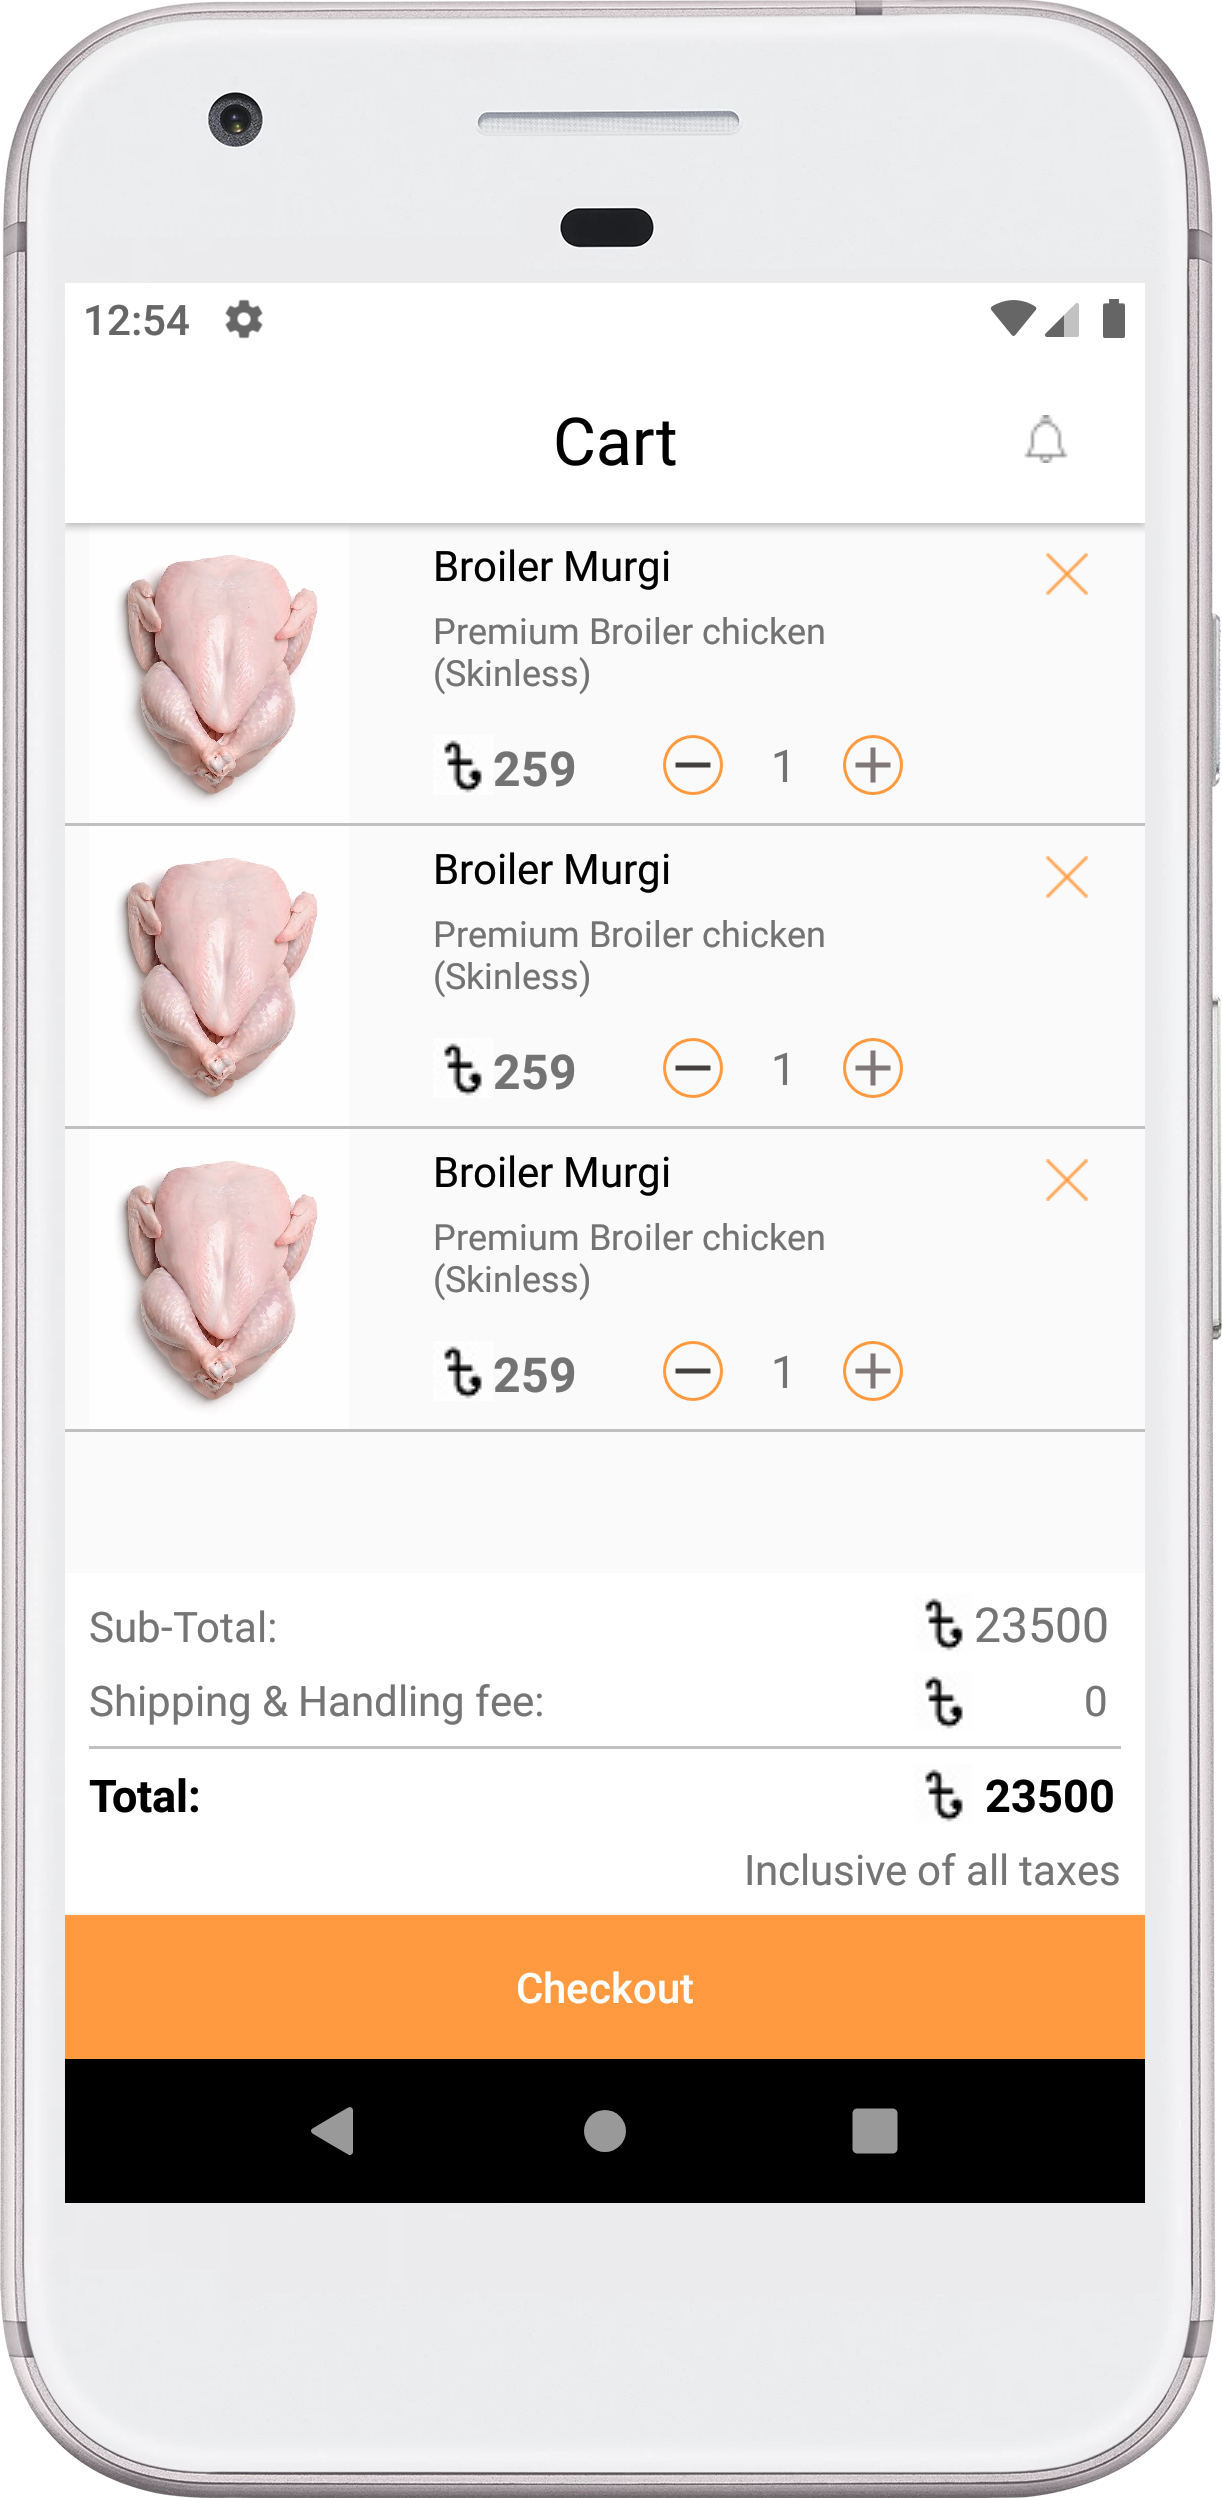 12:54
Cart
Broiler Murgi
Premium Broiler chicken
(Skinless)
৳ 259 1
Broiler Murgi
Premium Broiler chicken
(Skinless)
৳ 259 1
Broiler Murgi
Premium Broiler chicken
(Skinless)
৳ 259 1
Sub-Total: ৳ 23500
Shipping & Handling fee: ৳ 0
Total: ৳ 23500
Inclusive of all taxes
Checkout